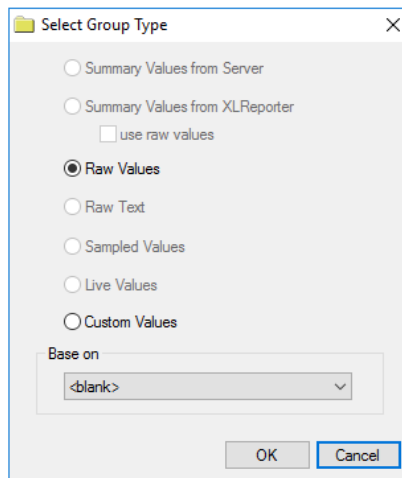 Select Group Type
Summary Values from Server
Summary Values from XLReporter
use raw values
Raw Values
Raw Text
Sampled Values
Live Values
Custom Values
Base on
<blank>
OK Cancel